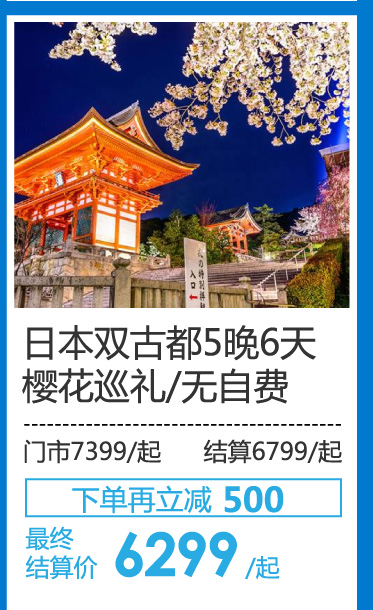 入口
日本双古都5晚6天
樱花巡礼/无自费
门市7399/起 结算6799/起
下单再立减 500
最终
结算价 6299/起